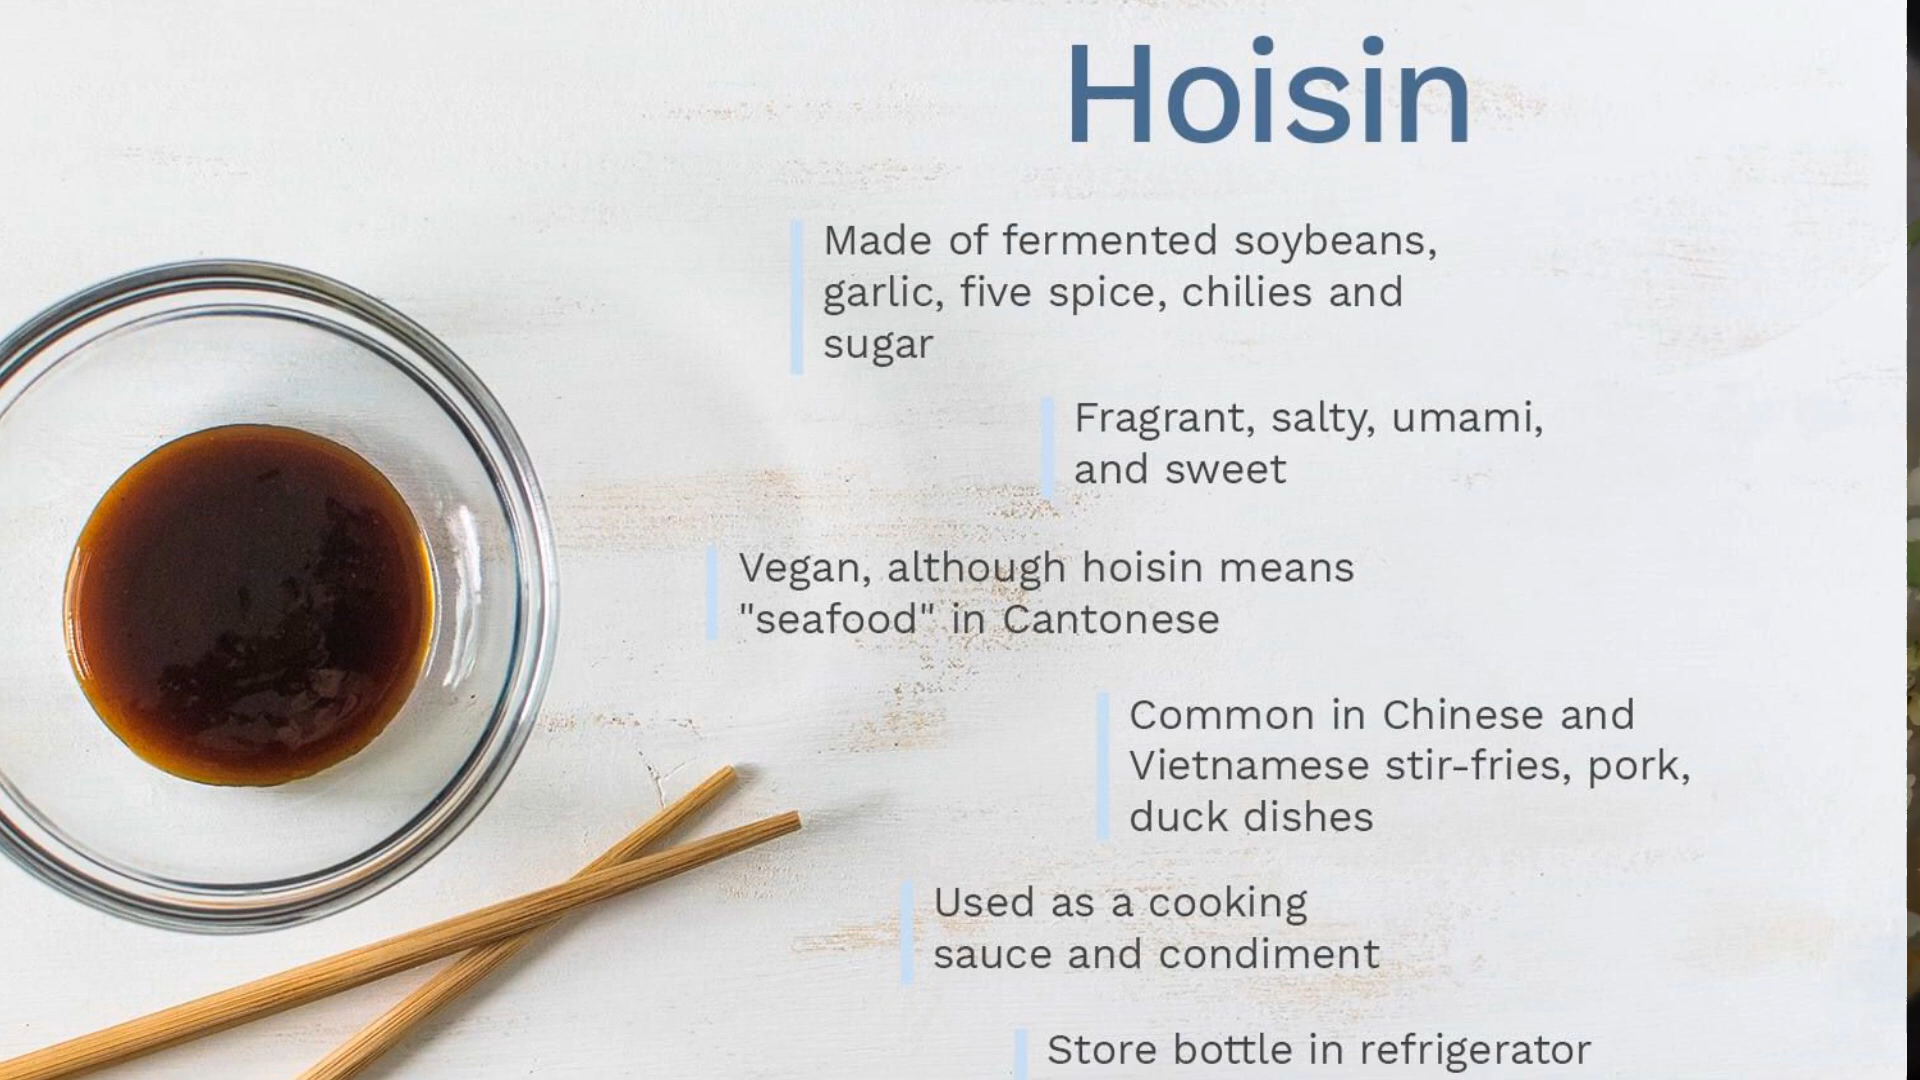 Hoisin
Made of fermented soybeans,
garlic, five spice, chilies and
sugar
Fragrant, salty, umami,
and sweet
Vegan, although hoisin means
"seafood" in Cantonese
Common in Chinese and
Vietnamese stir-fries, pork,
duck dishes
Used as a cooking
sauce and condiment
Store bottle in refrigerator